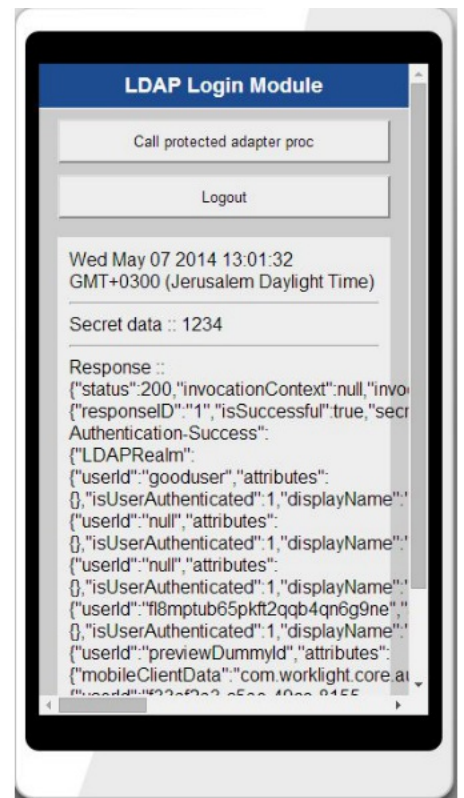 LDAP Login Module
Call protected adapter proc
Logout
Wed May 07 2014 13:01:32
GMT+0300 (Jerusalem Daylight Time)
Secret data :: 1234
Response ::
{"status":200,"invocationContext":null,"invo
{"responseID":"1","isSuccessful":true,"secr
Authentication-Success":
{"LDAPRealm":
{"userId":"gooduser","attributes":
{},"isUserAuthenticated":1,"displayName":"
{"userId":"null","attributes":
{},"isUserAuthenticated":1,"displayName":"
{"userId":"null","attributes":
{},"isUserAuthenticated":1,"displayName":"
{"userId":"fl8mptub65pkft2qqb4qn6g9ne","
{},"isUserAuthenticated":1,"displayName":"
{"userId":"previewDummyId","attributes":
{"mobileClientData":"com.worklight.core.au